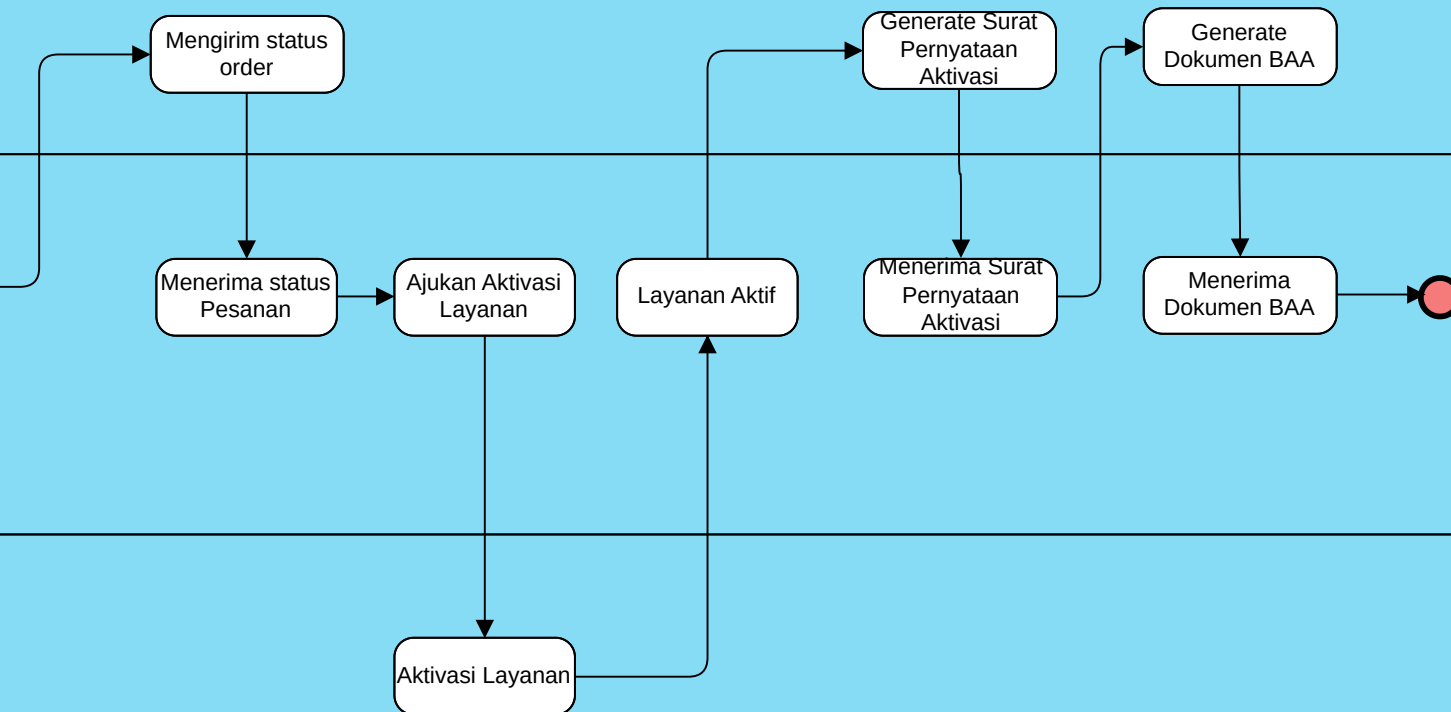 Mengirim status
order
Generate Surat
Pernyataan
Aktivasi
Generate
Dokumen BAA
Menerima status
Pesanan
Ajukan Aktivasi
Layanan
Layanan Aktif
Menerima Surat
Pernyataan
Aktivasi
Menerima
Dokumen BAA
Aktivasi Layanan